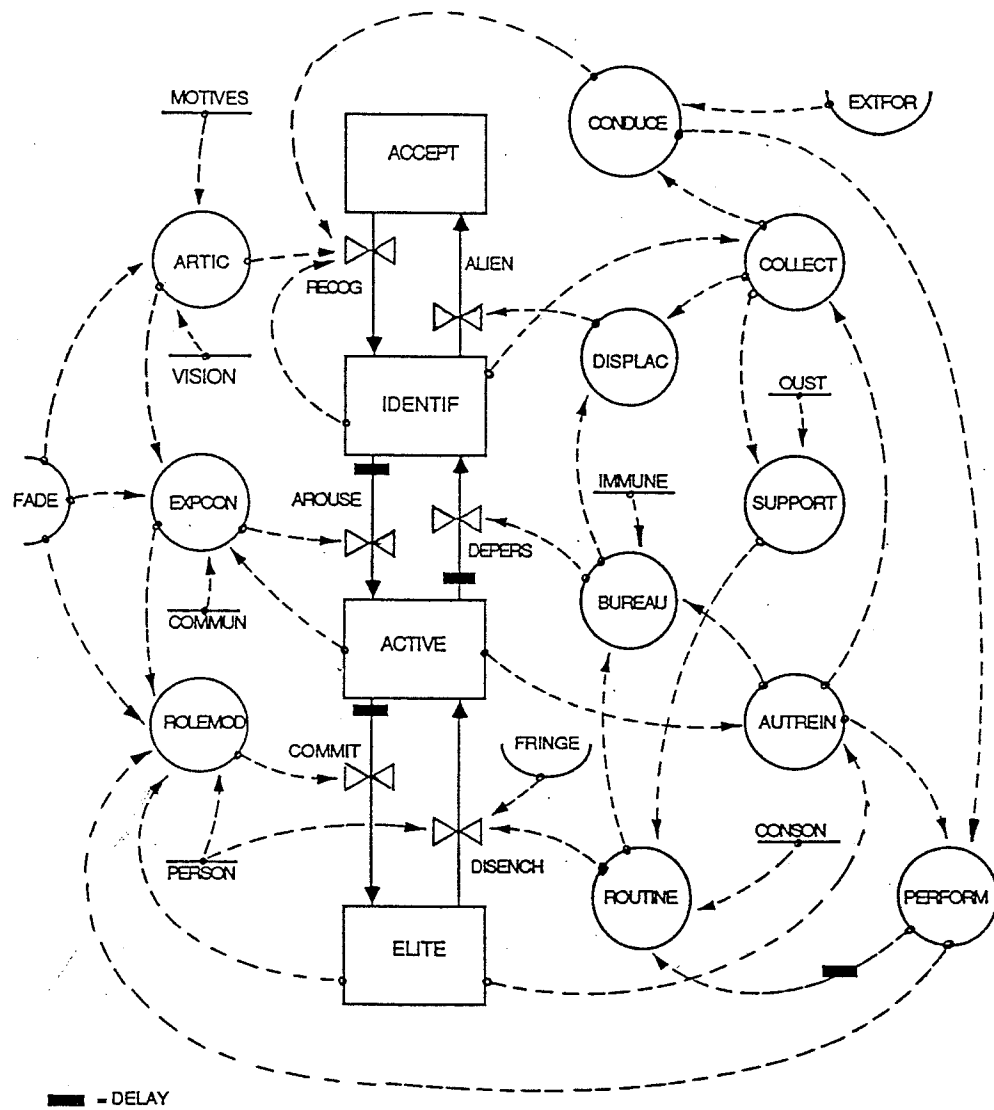 MOTIVES
EXTFOR
CONDUCE
ACCEPT
ARTIC
ALIEN
COLLECT
RECOG
DISPLAC
VISION
OUST
IDENTIF
IMMUNE
FADE
EXPCON
AROUSE
SUPPORT
DEPERS
BUREAU
COMMUN
ACTIVE
ROLEMOD
AUTREIN
COMMIT
FRINGE
CONSON
PERSON
DISENCH
ROUTINE
PERFORM
ELITE
= DELAY